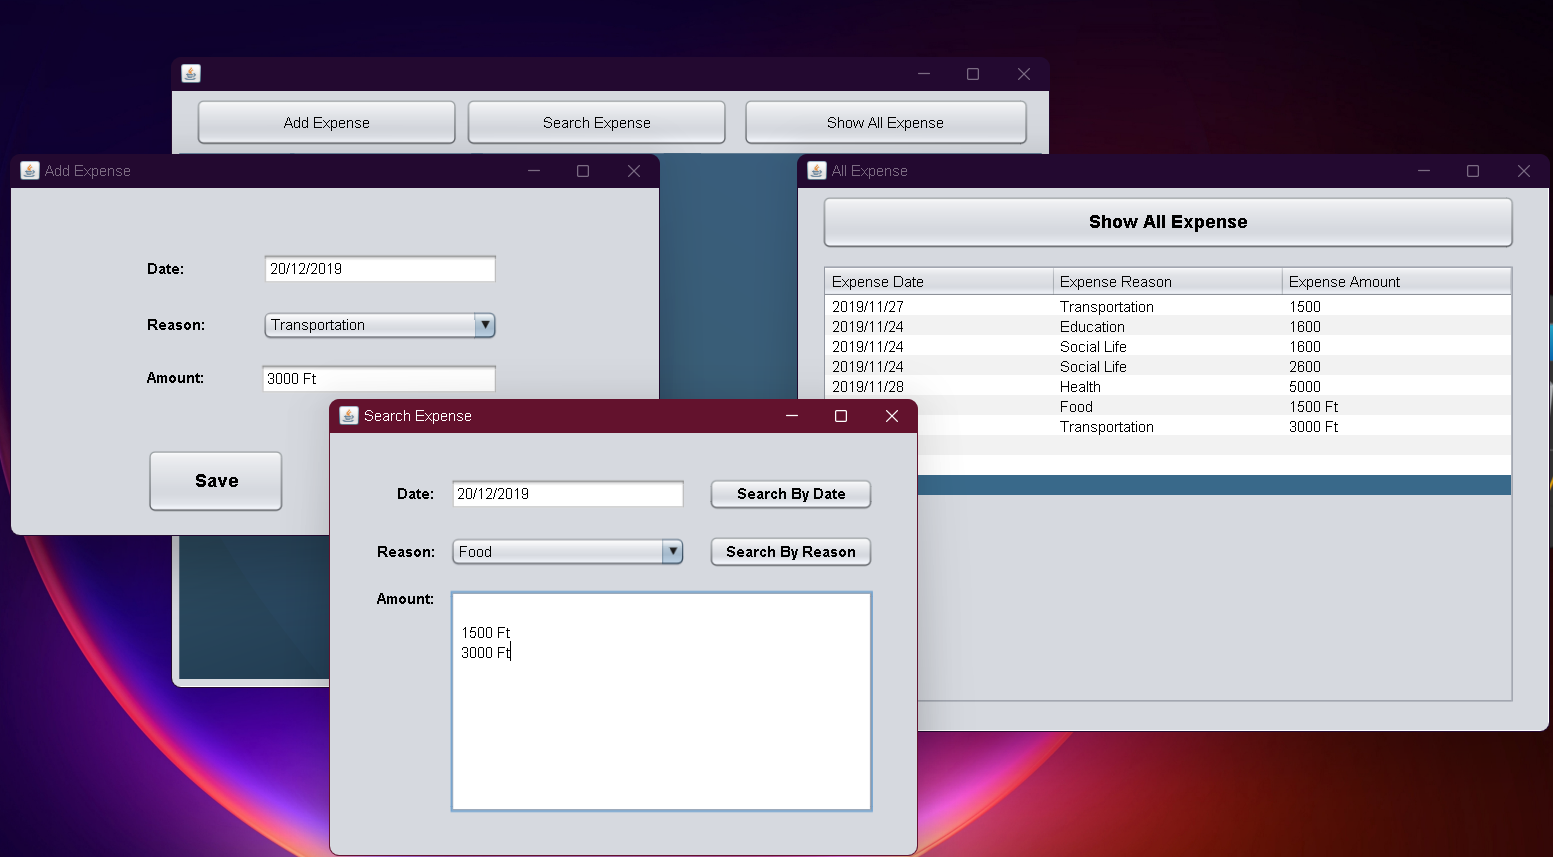 Add Expense
Search Expense
Show All Expense
Add Expense
Date:
20/12/2019
Reason:
Transportation
Amount:
3000 Ft
Save
All Expense
Show All Expense
Expense Date Expense Reason Expense Amount
2019/11/27 Transportation 1500
2019/11/24 Education 1600
2019/11/24 Social Life 1600
2019/11/24 Social Life 2600
2019/11/28 Health 5000
Food 1500 Ft
Transportation 3000 Ft
Search Expense
Date:
20/12/2019
Search By Date
Reason:
Food
Search By Reason
Amount:
1500 Ft
3000 Ft